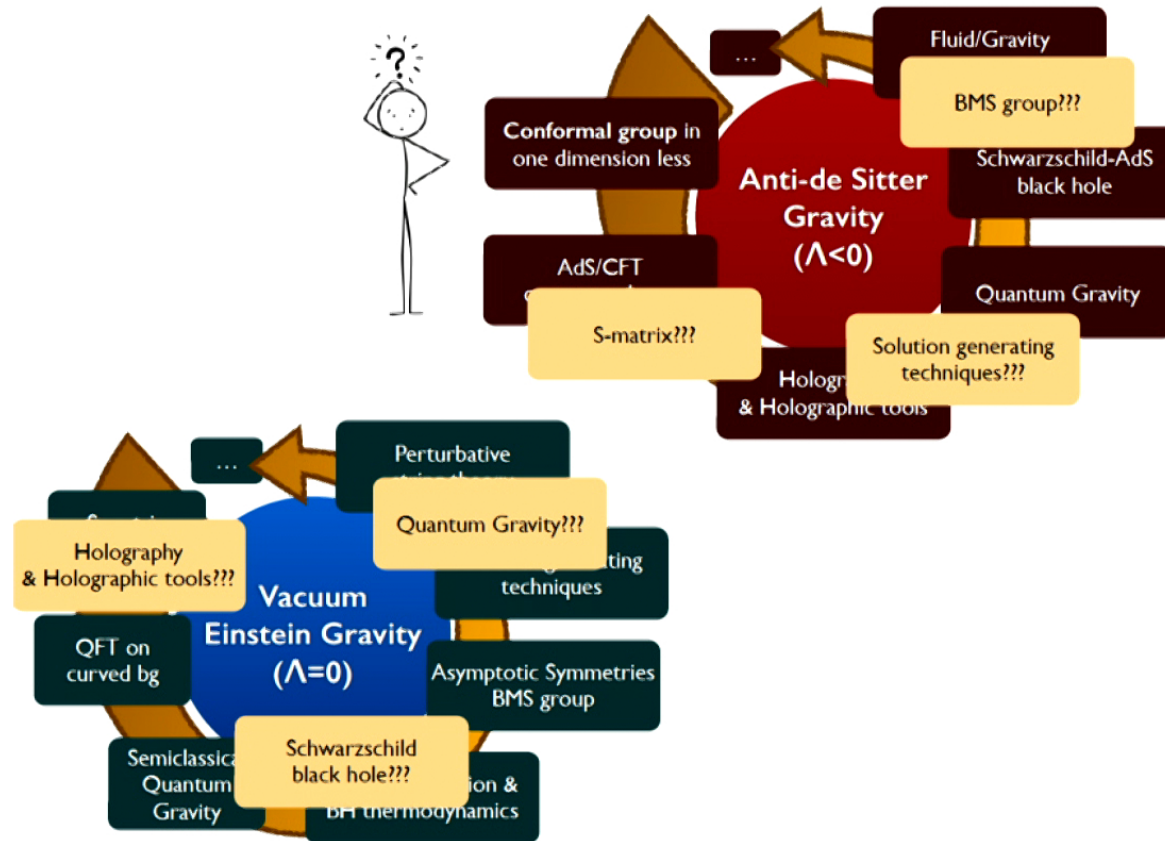 ?
...
Fluid/Gravity
BMS group???
Conformal group in
one dimension less
Anti-de Sitter
Gravity
(Λ<0)
Schwarzschild-AdS
black hole
AdS/CFT
Quantum Gravity
S-matrix???
Solution generating
techniques???
& Holographic tools
...
Perturbative
Quantum Gravity???
Holography
& Holographic tools???
techniques
Vacuum
Einstein Gravity
(Λ=0)
QFT on
curved bg
Asymptotic Symmetries
BMS group
Semiclassica
Quantum
Gravity
Schwarzschild
black hole???
ion &
BH thermodynamics